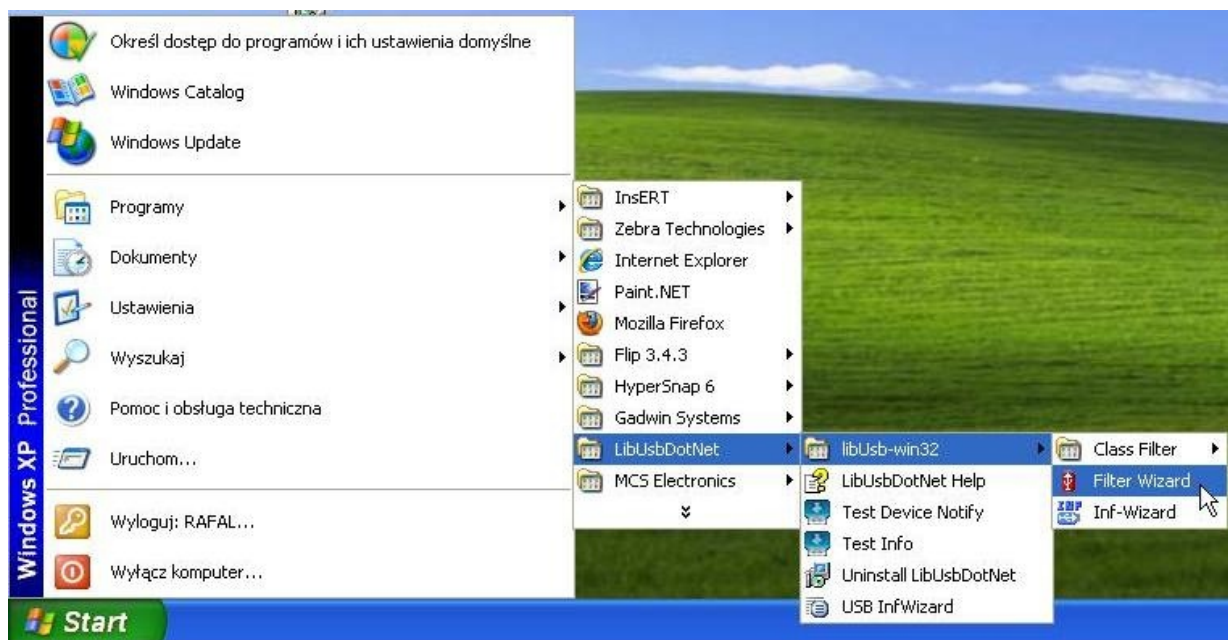 Określ dostęp do programów i ich ustawienia domyślne
Windows Catalog
Windows Update
Programy
Dokumenty
Ustawienia
Wyszukaj
Pomoc i obsługa techniczna
Uruchom...
Wyloguj: RAFAL...
Wyłącz komputer...
Windows XP Professional
Start
InsERT
Zebra Technologies
Internet Explorer
Paint.NET
Mozilla Firefox
Flip 3.4.3
HyperSnap 6
Gadwin Systems
LibUsbDotNet
MCS Electronics
libUsb-win32
LibUsbDotNet Help
Test Device Notify
Test Info
Uninstall LibUsbDotNet
USB InfWizard
Class Filter
Filter Wizard
Inf-Wizard